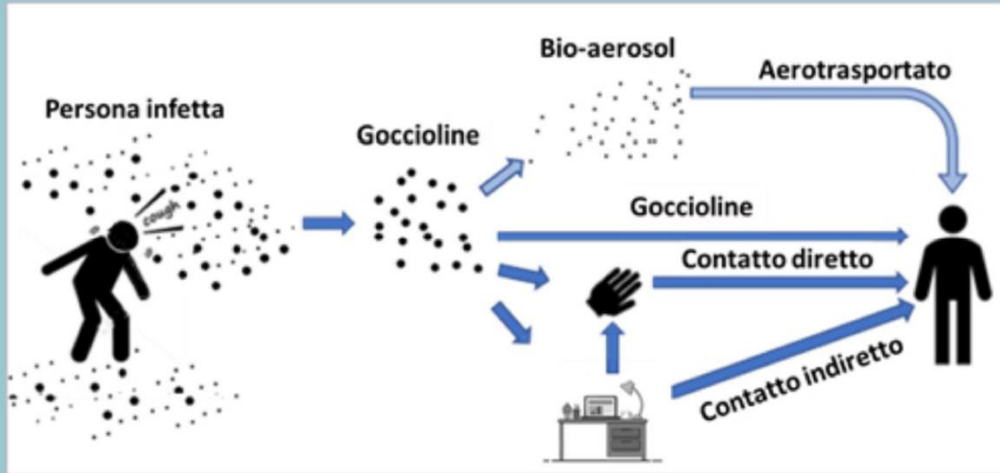 Bio-aerosol
Aerotrasportato
Persona infetta
Goccioline
cough
Goccioline
Contatto diretto
Contatto indiretto